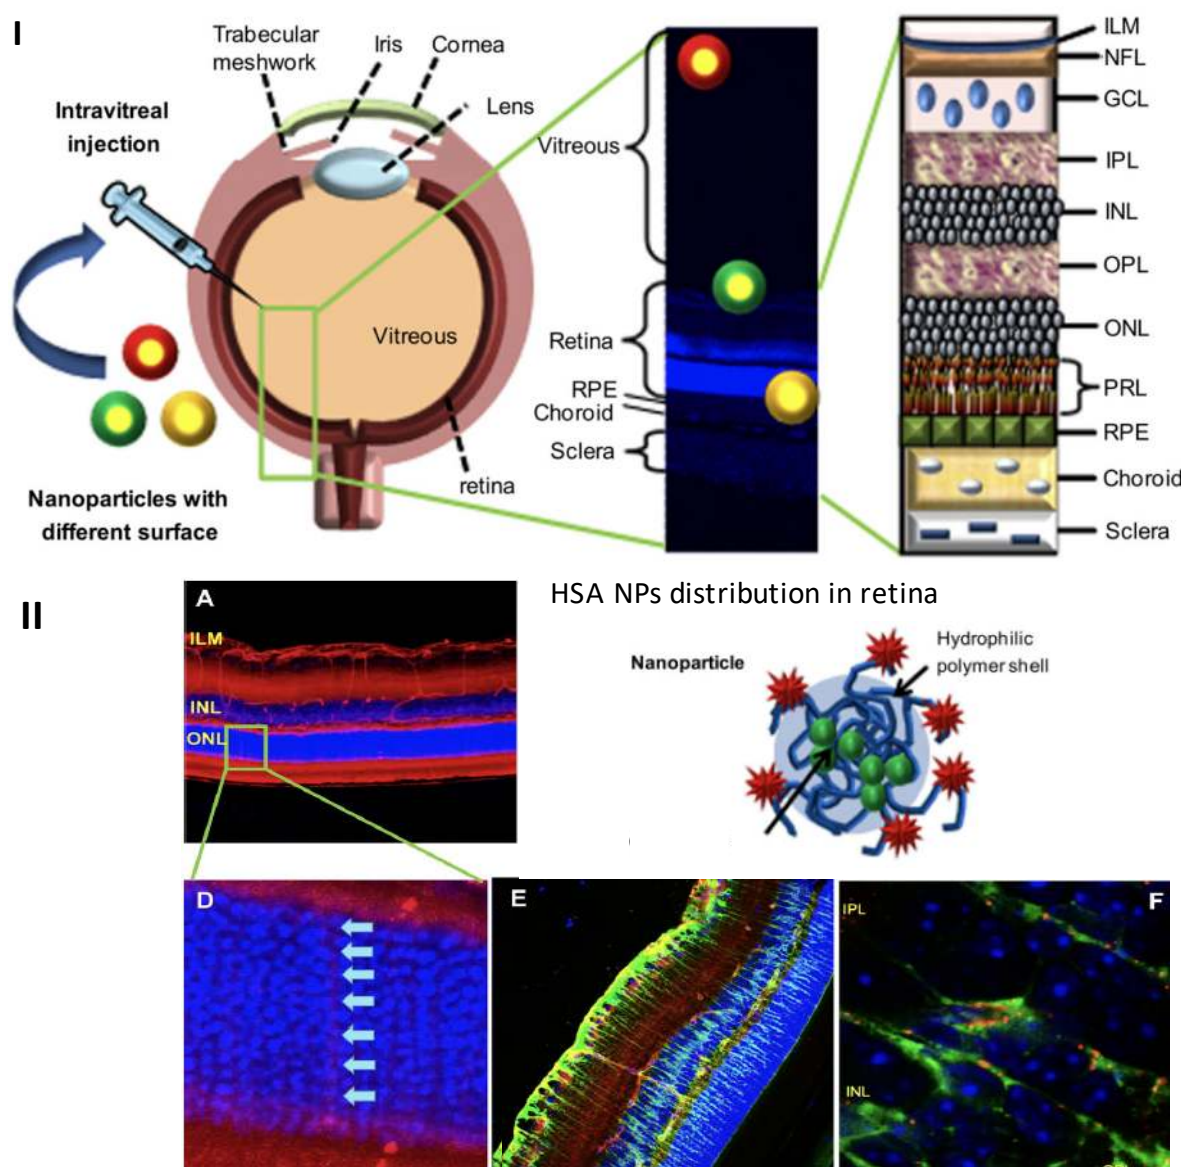 I
Trabecular
meshwork
Iris
Cornea
Lens
Intravitreal
injection
Vitreous
retina
Nanoparticles with
different surface
Vitreous
Retina
RPE
Choroid
Sclera
ILM
NFL
GCL
IPL
INL
OPL
ONL
PRL
RPE
Choroid
Sclera
II
HSA NPs distribution in retina
A
ILM
INL
ONL
Nanoparticle
Hydrophilic
polymer shell
D
E
F
IPL
INL